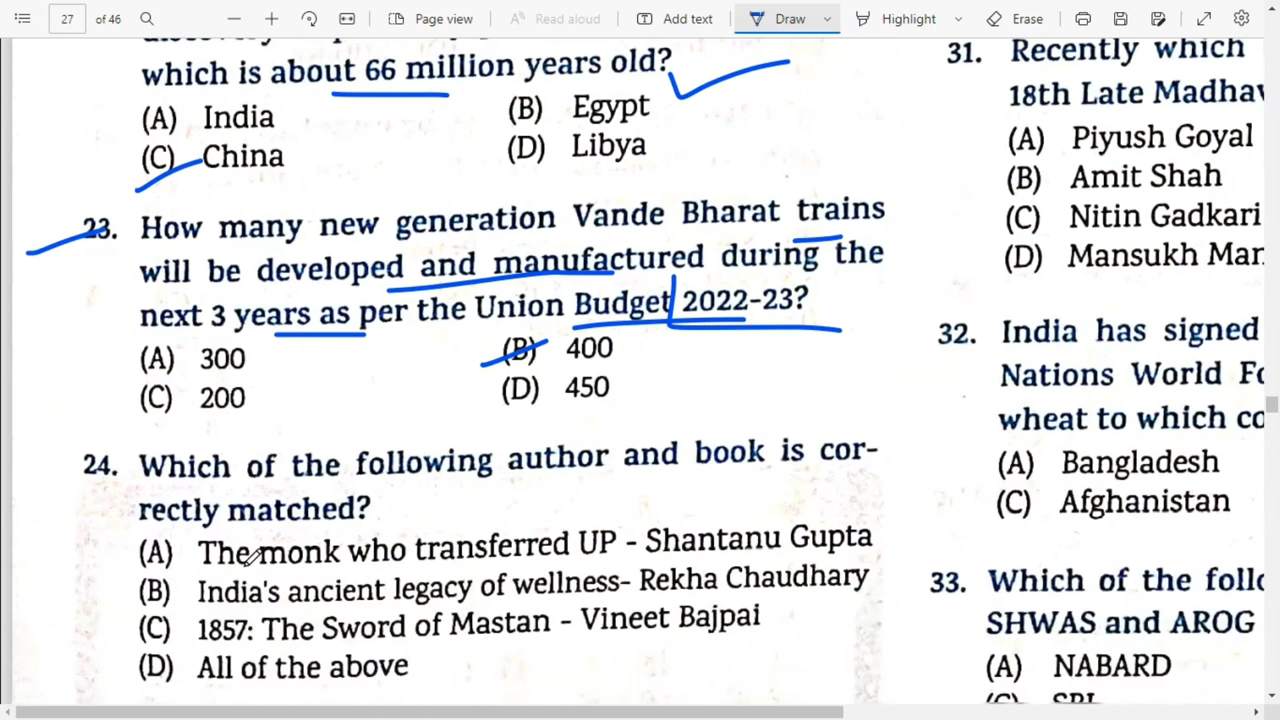 27 of 46
Page view
Read aloud
Add text
Draw
Highlight
Erase
which is about 66 million years old?
(A) India
(B) Egypt
(C) China
(D) Libya
23. How many new generation Vande Bharat trains
will be developed and manufactured during the
next 3 years as per the Union Budget 2022-23?
(A) 300
(B) 400
(C) 200
(D) 450
24. Which of the following author and book is cor-
rectly matched?
(A) The monk who transferred UP - Shantanu Gupta
(B) India's ancient legacy of wellness- Rekha Chaudhary
(C) 1857: The Sword of Mastan - Vineet Bajpai
(D) All of the above
31. Recently which
18th Late Madhav
(A) Piyush Goyal
(B) Amit Shah
(C) Nitin Gadkari
(D) Mansukh Man
32. India has signed
Nations World Fo
wheat to which co
(A) Bangladesh
(C) Afghanistan
33. Which of the follo
SHWAS and AROG
(A) NABARD